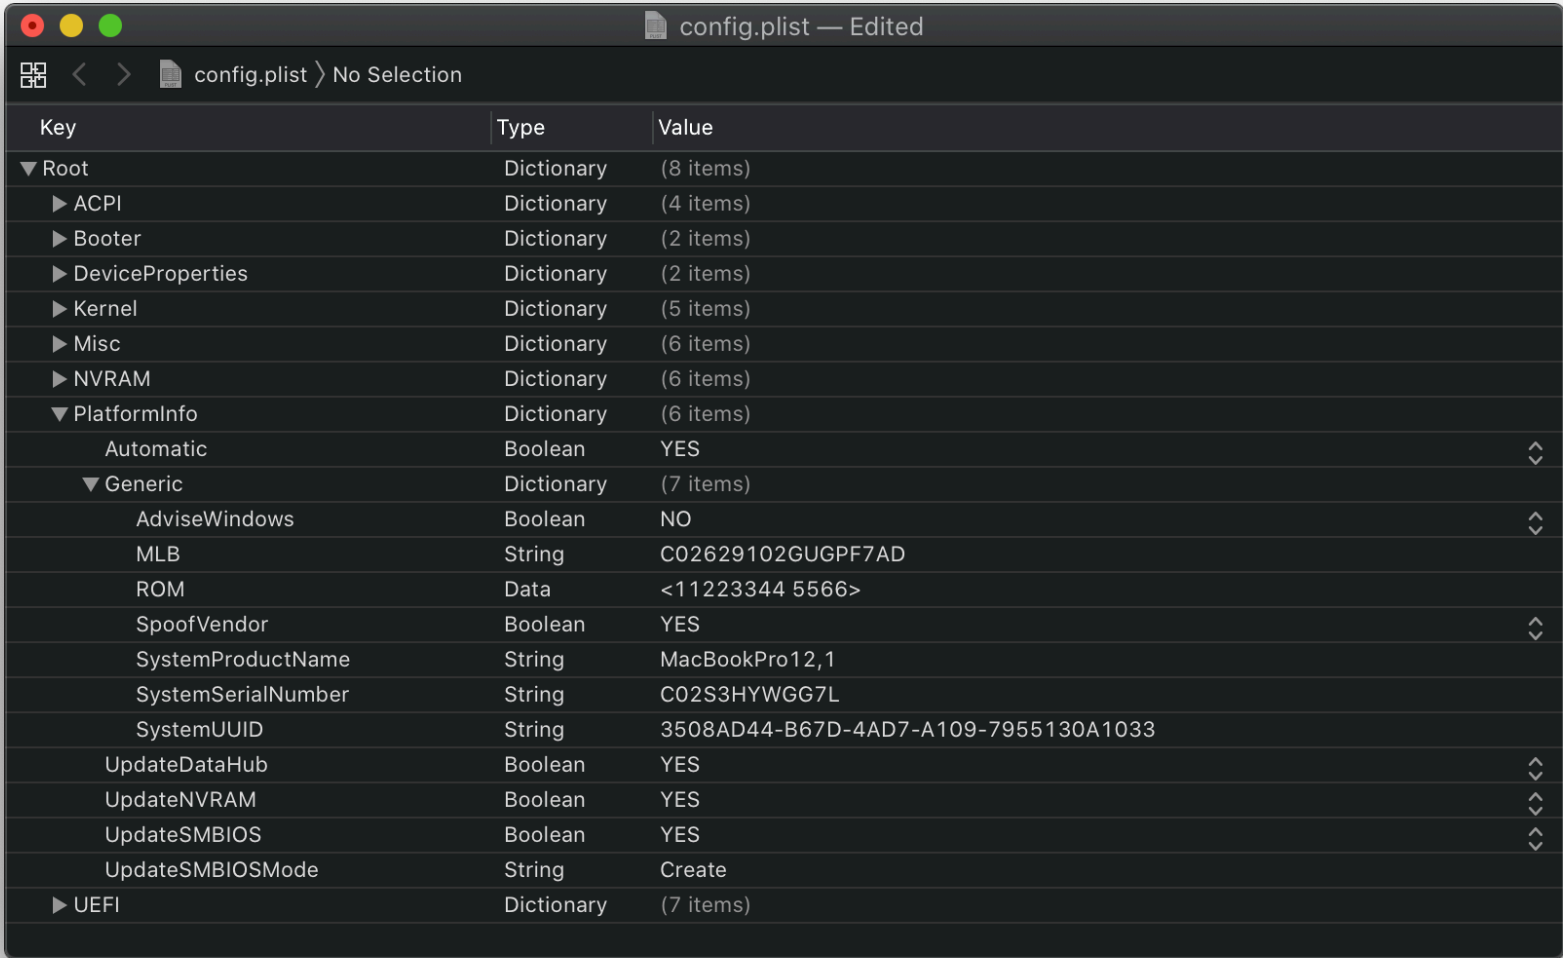 config.plist — Edited
config.plist 〉 No Selection
Key Type Value
Root Dictionary (8 items)
ACPI Dictionary (4 items)
Booter Dictionary (2 items)
DeviceProperties Dictionary (2 items)
Kernel Dictionary (5 items)
Misc Dictionary (6 items)
NVRAM Dictionary (6 items)
PlatformInfo Dictionary (6 items)
Automatic Boolean YES
Generic Dictionary (7 items)
AdviseWindows Boolean NO
MLB String C02629102GUGPF7AD
ROM Data <11223344 5566>
SpoofVendor Boolean YES
SystemProductName String MacBookPro12,1
SystemSerialNumber String C02S3HYWGG7L
SystemUUID String 3508AD44-B67D-4AD7-A109-7955130A1033
UpdateDataHub Boolean YES
UpdateNVRAM Boolean YES
UpdateSMBIOS Boolean YES
UpdateSMBIOSMode String Create
UEFI Dictionary (7 items)